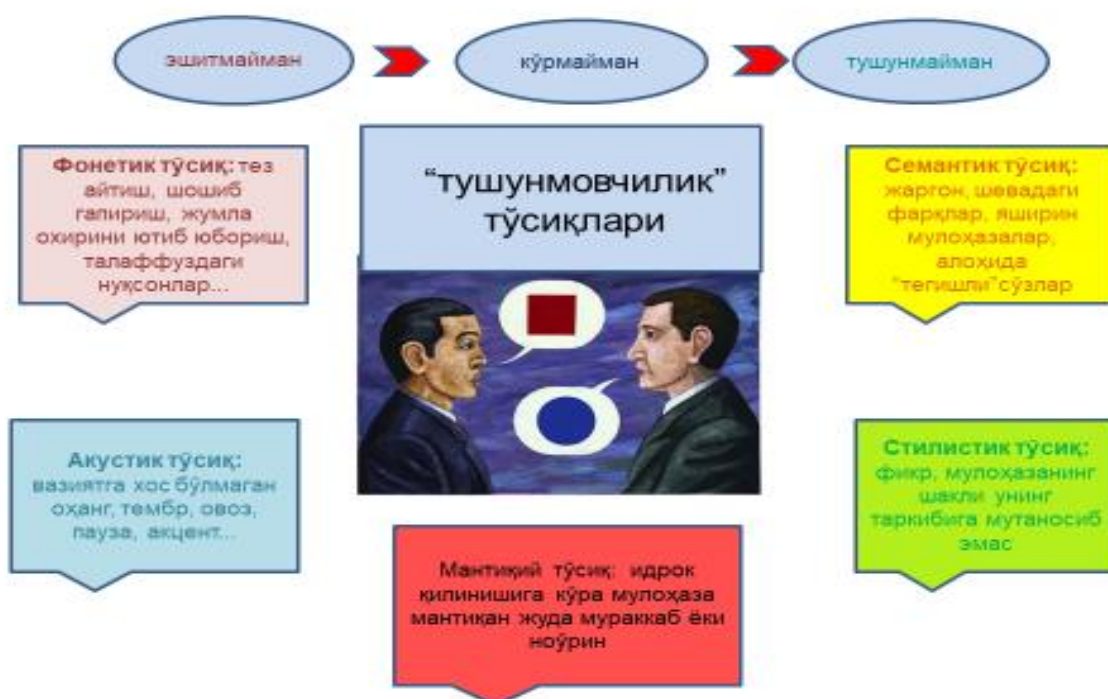 эшитмайман
кўрмайман
тушунмайман
“тушунмовчилик”
тўсиқлари
Фонетик тўсиқ: тез
айтиш, шошиб
гапириш, жумла
охирини ютиб юбориш,
талаффуздаги
нуқсонлар...
Семантик тўсиқ:
жаргон, шевадаги
фарқлар, яширин
мулоҳазалар,
алоҳида
“тегишли”сўзлар
Акустик тўсиқ:
вазиятга хос бўлмаган
оҳанг, тембр, овоз,
пауза, акцент...
Стилистик тўсиқ:
фикр, мулоҳазанинг
шакли унинг
таркибига мутаносиб
эмас
Мантиқий тўсиқ: идрок
қилинишига кўра мулоҳаза
мантиқан жуда мураккаб ёки
ноўрин